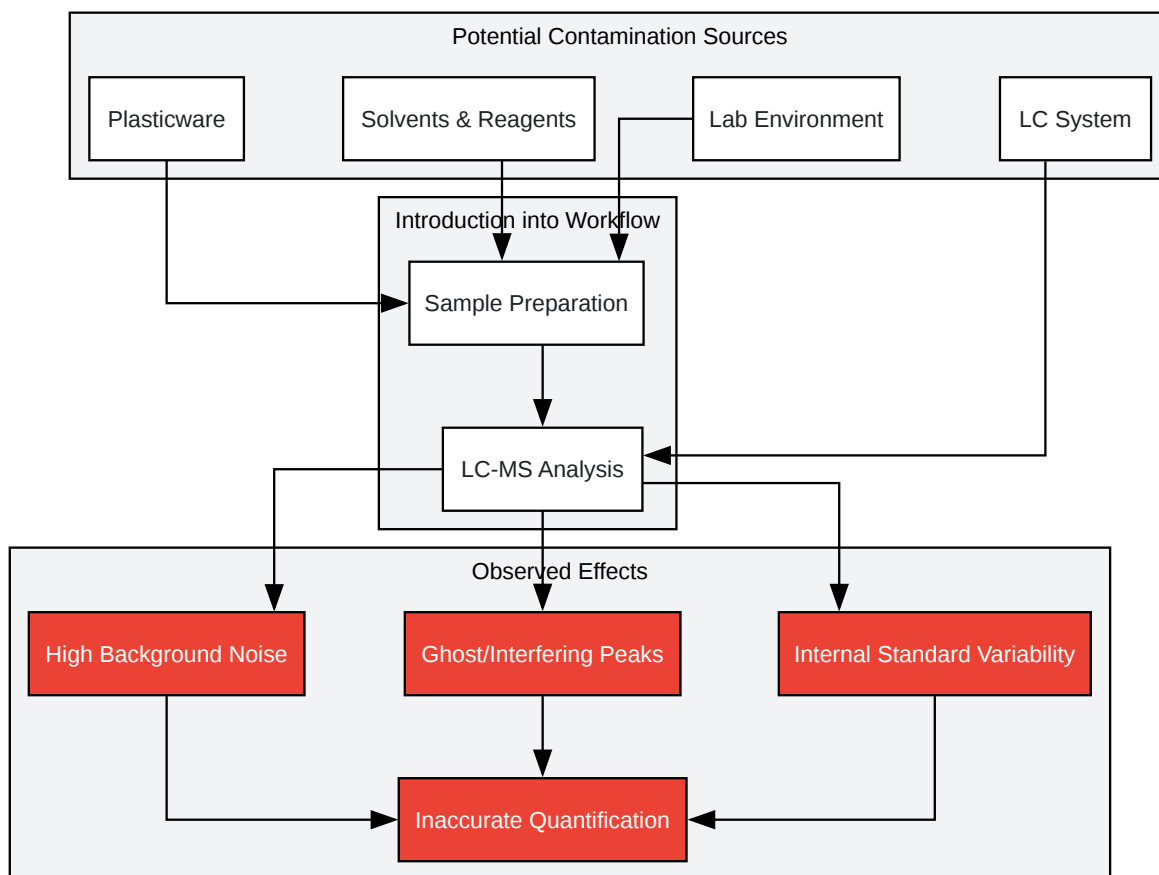 Potential Contamination Sources
Plasticware
Solvents & Reagents
Lab Environment
LC System
Introduction into Workflow
Sample Preparation
LC-MS Analysis
Observed Effects
High Background Noise
Ghost/Interfering Peaks
Internal Standard Variability
Inaccurate Quantification